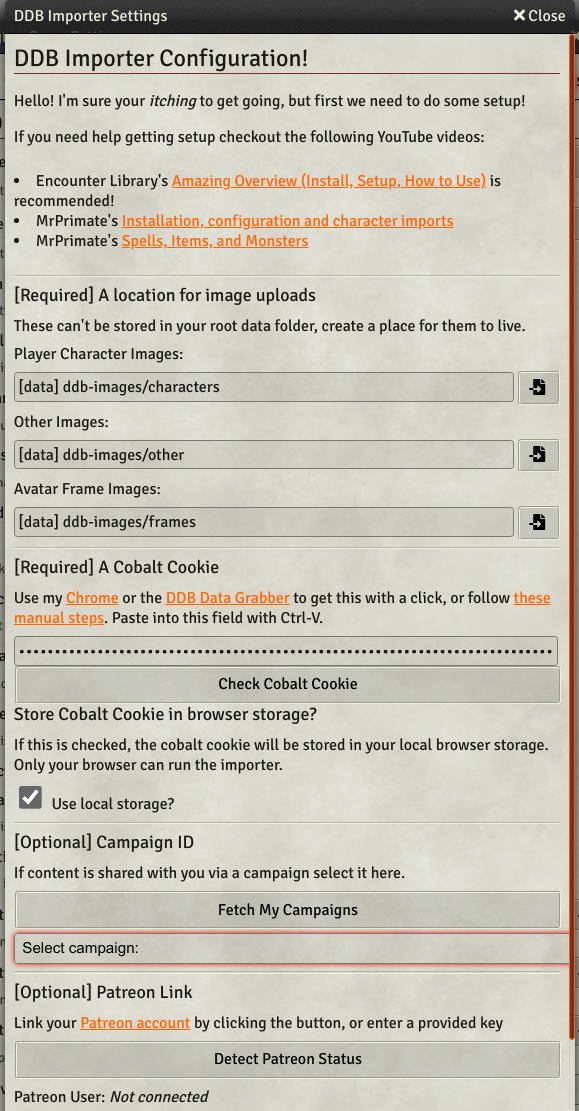 DDB Importer Settings
Close
DDB Importer Configuration!
Hello! I'm sure your itching to get going, but first we need to do some setup!
If you need help getting setup checkout the following YouTube videos:
• Encounter Library's Amazing Overview (Install, Setup, How to Use) is
recommended!
• MrPrimate's Installation, configuration and character imports
• MrPrimate's Spells, Items, and Monsters
[Required] A location for image uploads
These can't be stored in your root data folder, create a place for them to live.
Player Character Images:
[data] ddb-images/characters
Other Images:
[data] ddb-images/other
Avatar Frame Images:
[data] ddb-images/frames
[Required] A Cobalt Cookie
Use my Chrome or the DDB Data Grabber to get this with a click, or follow these
manual steps. Paste into this field with Ctrl-V.
Check Cobalt Cookie
Store Cobalt Cookie in browser storage?
If this is checked, the cobalt cookie will be stored in your local browser storage.
Only your browser can run the importer.
Use local storage?
[Optional] Campaign ID
If content is shared with you via a campaign select it here.
Fetch My Campaigns
Select campaign:
[Optional] Patreon Link
Link your Patreon account by clicking the button, or enter a provided key
Detect Patreon Status
Patreon User: Not connected